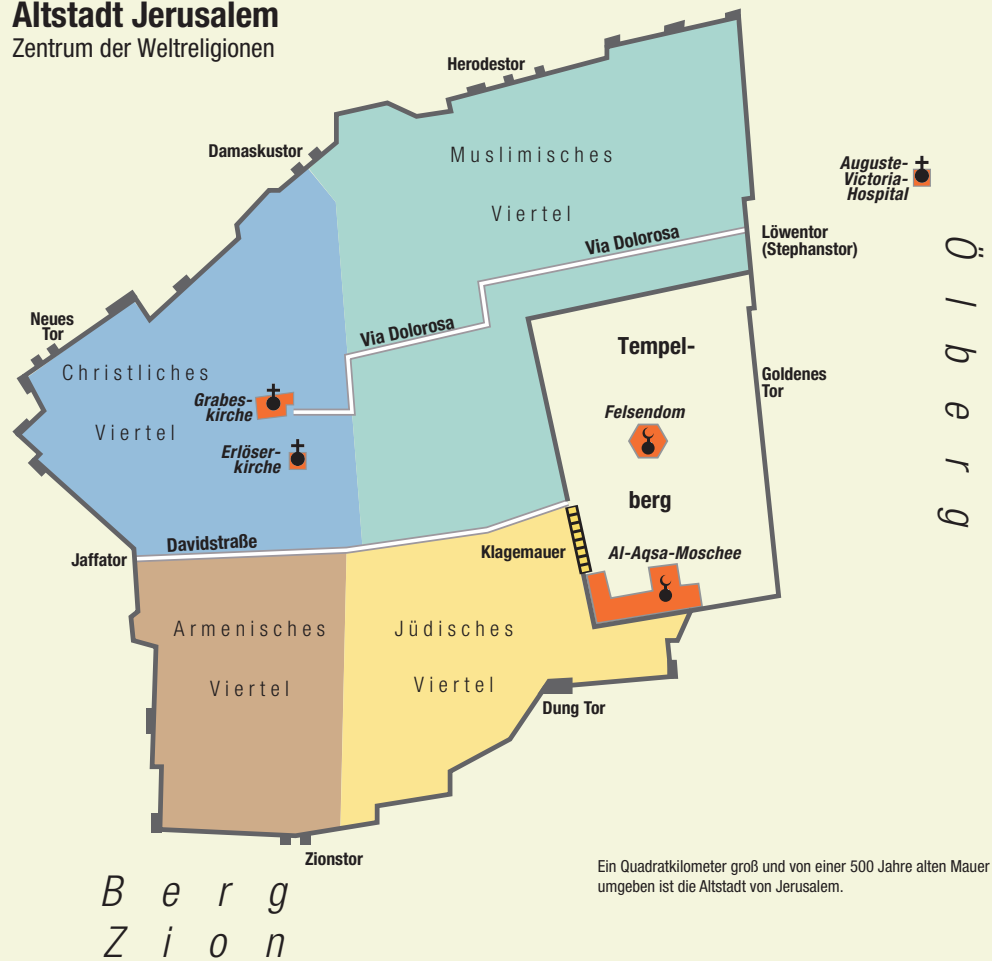 Altstadt Jerusalem
Zentrum der Weltreligionen
Herodestor
Damaskustor
Muslimisches
Viertel
Auguste-
Victoria-
Hospital
Via Dolorosa
Löwentor
(Stephanstor)
Ölberg
Neues
Tor
Via Dolorosa
Tempel-
Christliches
Viertel
Goldenes
Tor
Grabes-
kirche
Felsendom
Erlöser-
kirche
berg
Davidstraße
Jaffator
Klagemauer
Al-Aqsa-Moschee
Armenisches
Viertel
Jüdisches
Viertel
Dung Tor
Zionstor
Ein Quadratkilometer groß und von einer 500 Jahre alten Mauer
umgeben ist die Altstadt von Jerusalem.
Berg
Zion